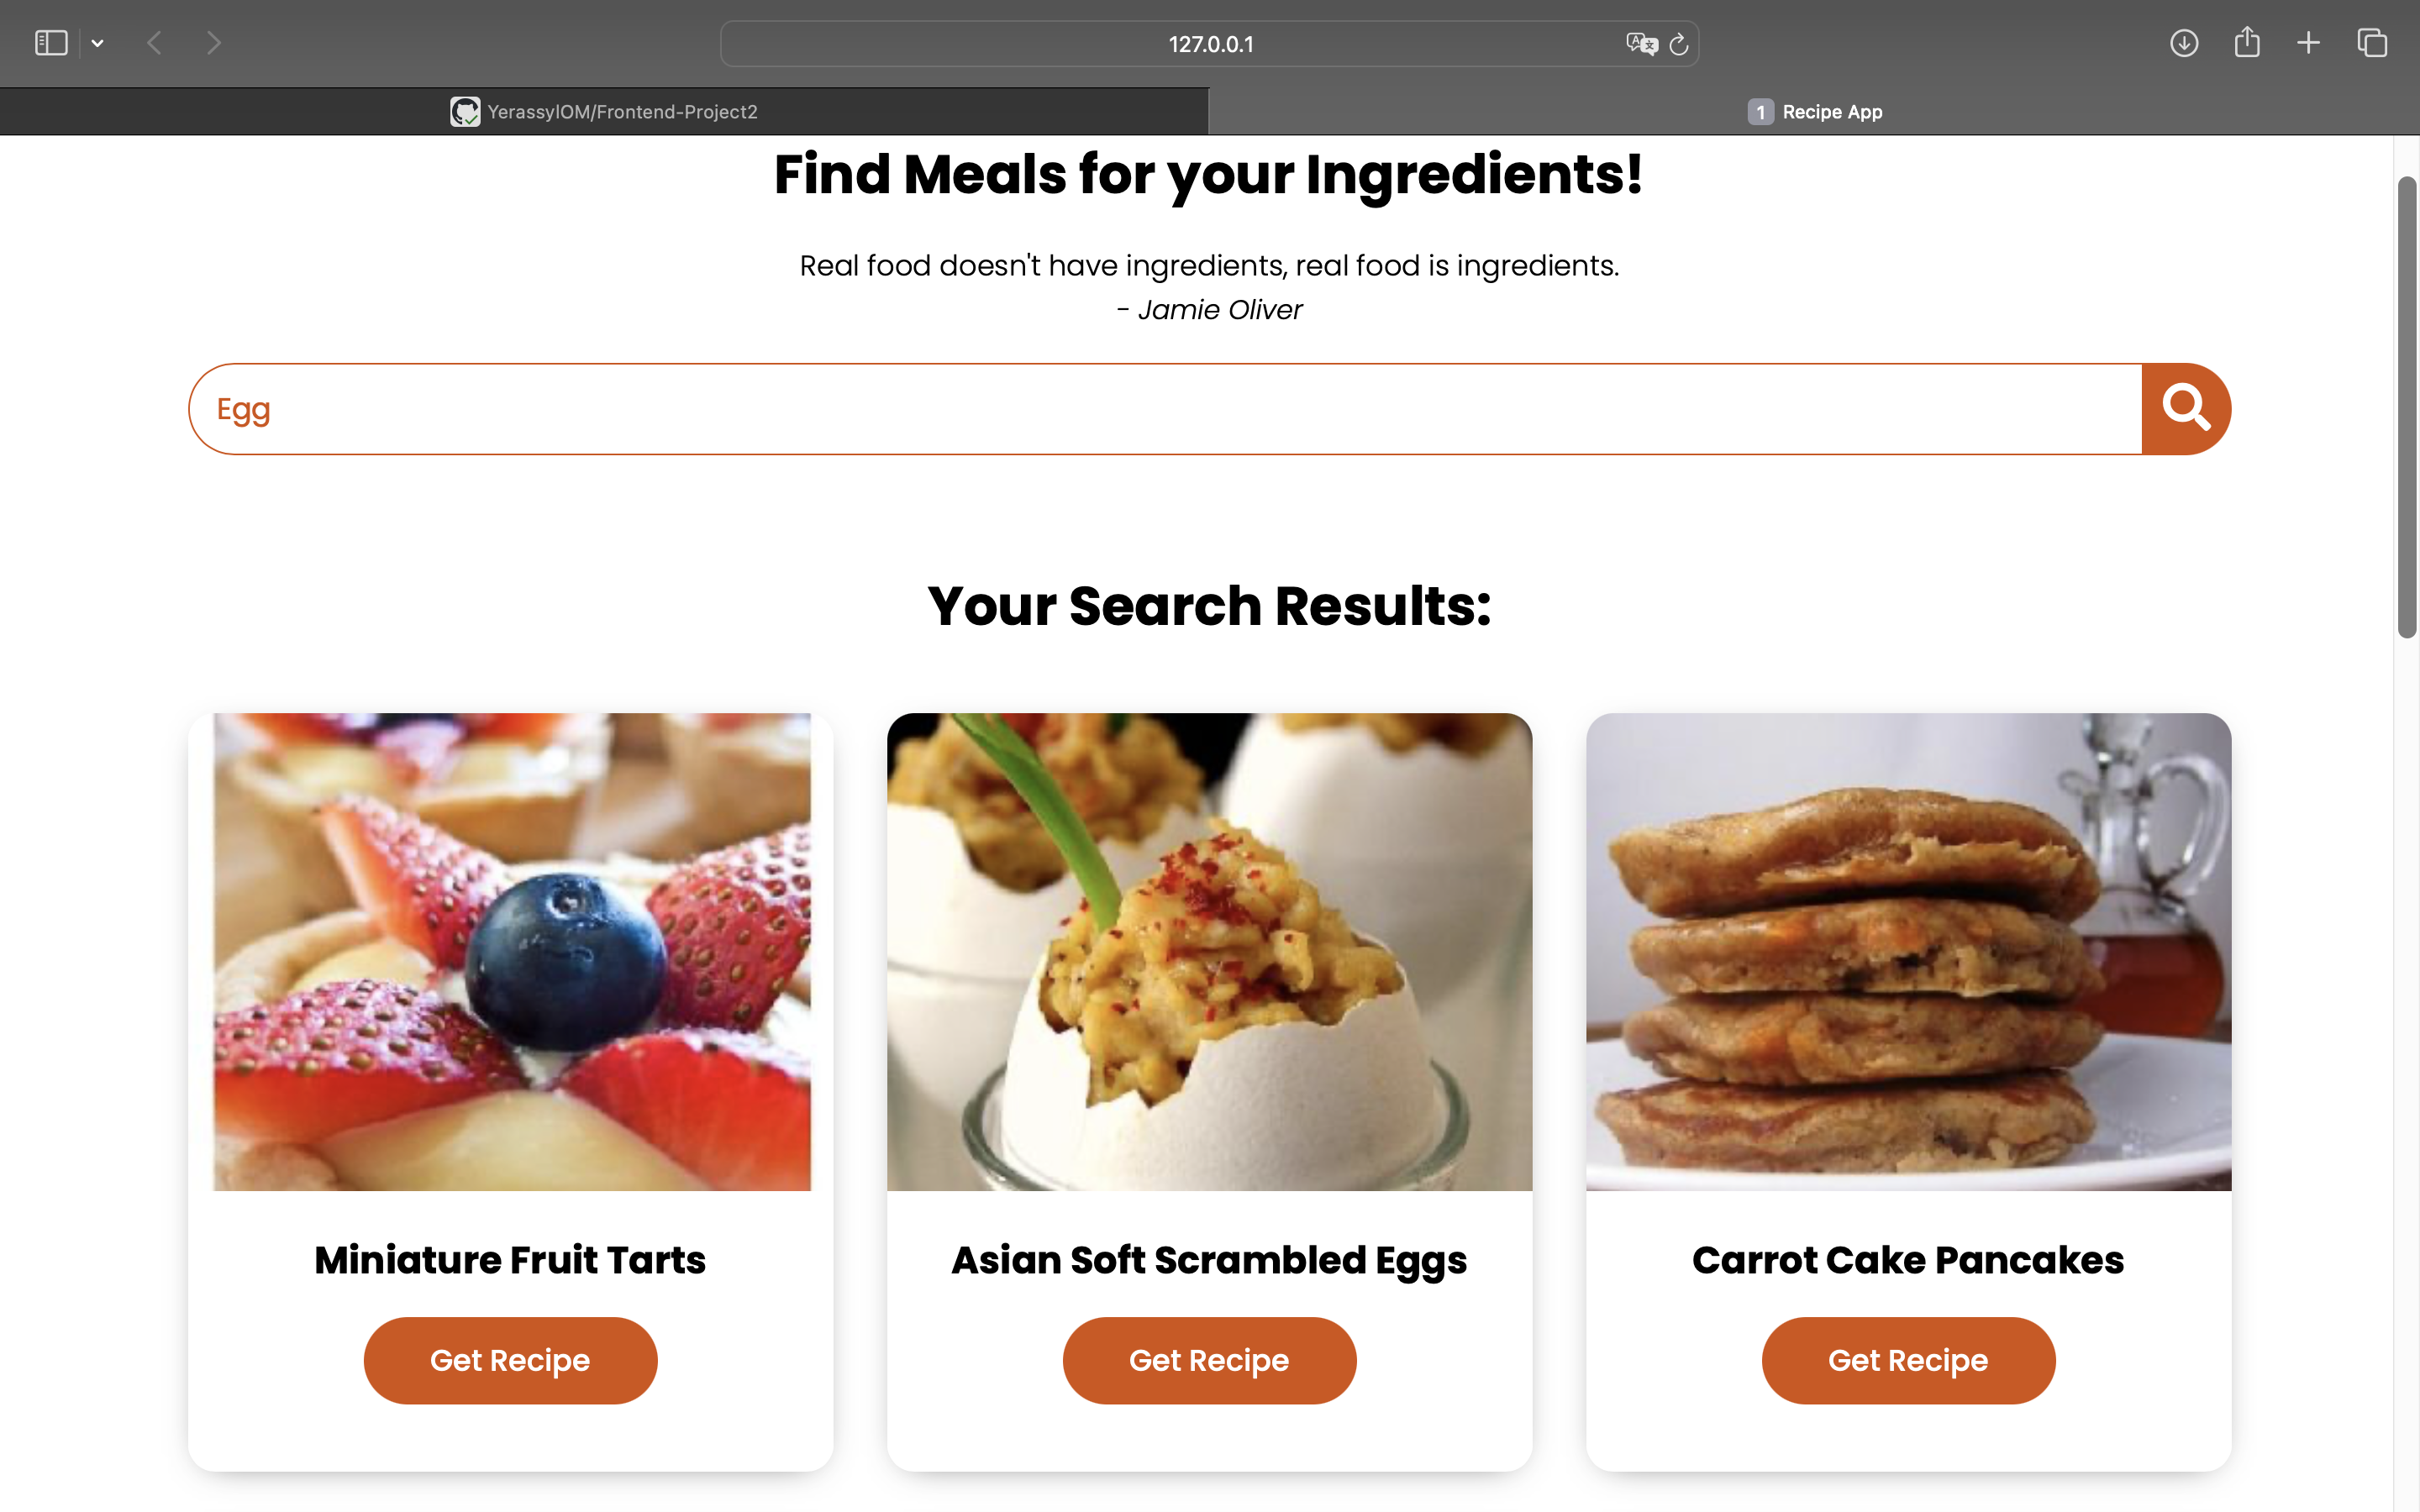 127.0.0.1
YerassylOM/Frontend-Project2
1 Recipe App
Find Meals for your Ingredients!
Real food doesn't have ingredients, real food is ingredients.
- Jamie Oliver
Egg
Your Search Results:
Miniature Fruit Tarts
Asian Soft Scrambled Eggs
Carrot Cake Pancakes
Get Recipe
Get Recipe
Get Recipe